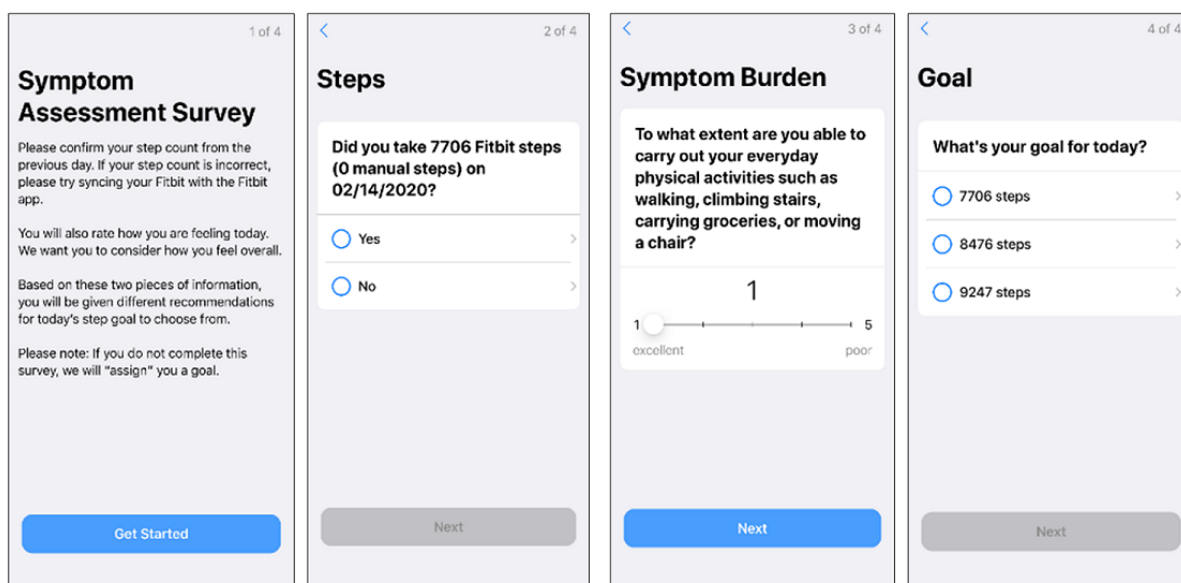 1 of 4
Symptom
Assessment Survey
Please confirm your step count from the
previous day. If your step count is incorrect,
please try syncing your Fitbit with the Fitbit
app.
You will also rate how you are feeling today.
We want you to consider how you feel overall.
Based on these two pieces of information,
you will be given different recommendations
for today's step goal to choose from.
Please note: If you do not complete this
survey, we will "assign" you a goal.
Get Started
2 of 4
Steps
Did you take 7706 Fitbit steps
(0 manual steps) on
02/14/2020?
Yes
No
Next
3 of 4
Symptom Burden
To what extent are you able to
carry out your everyday
physical activities such as
walking, climbing stairs,
carrying groceries, or moving
a chair?
1
1 5
excellent poor
Next
4 of 4
Goal
What's your goal for today?
7706 steps
8476 steps
9247 steps
Next